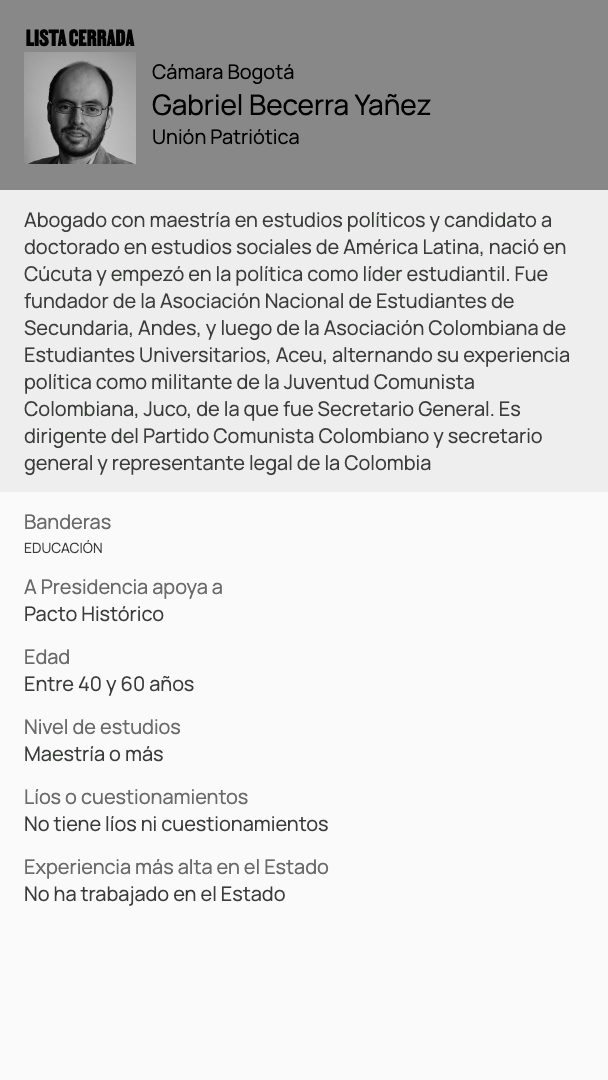 LISTA CERRADA
Cámara Bogotá
Gabriel Becerra Yañez
Unión Patriótica
Abogado con maestría en estudios políticos y candidato a
doctorado en estudios sociales de América Latina, nació en
Cúcuta y empezó en la política como líder estudiantil. Fue
fundador de la Asociación Nacional de Estudiantes de
Secundaria, Andes, y luego de la Asociación Colombiana de
Estudiantes Universitarios, Aceu, alternando su experiencia
política como militante de la Juventud Comunista
Colombiana, Juco, de la que fue Secretario General. Es
dirigente del Partido Comunista Colombiano y secretario
general y representante legal de la Colombia
Banderas
EDUCACIÓN
A Presidencia apoya a
Pacto Histórico
Edad
Entre 40 y 60 años
Nivel de estudios
Maestría o más
Líos o cuestionamientos
No tiene líos ni cuestionamientos
Experiencia más alta en el Estado
No ha trabajado en el Estado